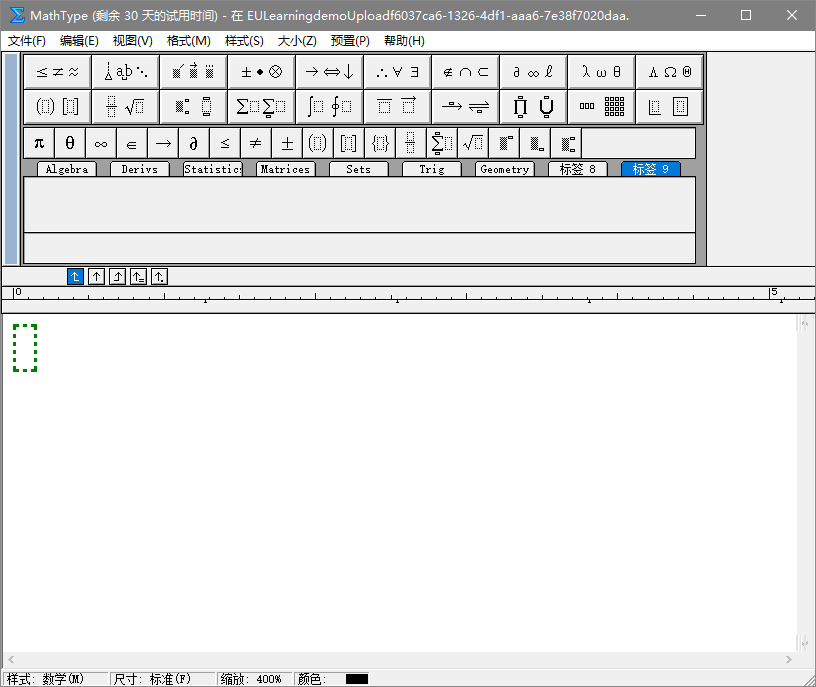 MathType (剩余 30 天的试用时间) - 在 EULearningdemoUploadf6037ca6-1326-4df1-aaa6-7e38f7020daa.
文件(F) 编辑(E) 视图(V) 格式(M) 样式(S) 大小(Z) 预置(P) 帮助(H)
≤ ≠ ≈ ȧb ⋱ ± • ⊗ → ⇔ ↓ ∴ ∀ ∃ ∉ ∩ ⊂ ∂ ∞ ℓ λ ω θ Λ Ω Θ
π θ ∞ ∈ → ∂ ≤ ≠ ±
Algebra Derivs Statistics Matrices Sets Trig Geometry 标签 8 标签 9
0 5
样式: 数学(M) 尺寸: 标准(F) 缩放: 400% 颜色: